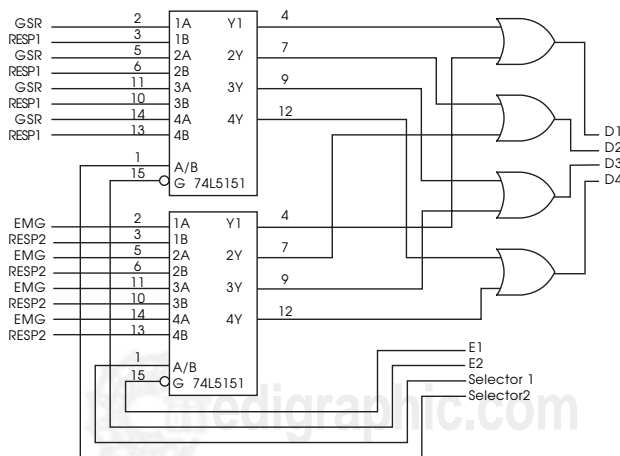 GSR 2 1A Y1 4
RESP1 3 1B
GSR 5 2A 2Y 7
RESP1 6 2B
GSR 11 3A 3Y 9
RESP1 10 3B
GSR 14 4A 4Y 12
RESP1 13 4B
1 A/B
15 G 74L5151
D1
D2
D3
D4
EMG 2 1A Y1 4
RESP2 3 1B
EMG 5 2A 2Y 7
RESP2 6 2B
EMG 11 3A 3Y 9
RESP2 10 3B
EMG 14 4A 4Y 12
RESP2 13 4B
1 A/B
15 G 74L5151
E1
E2
Selector 1
Selector2
edigraphic.com